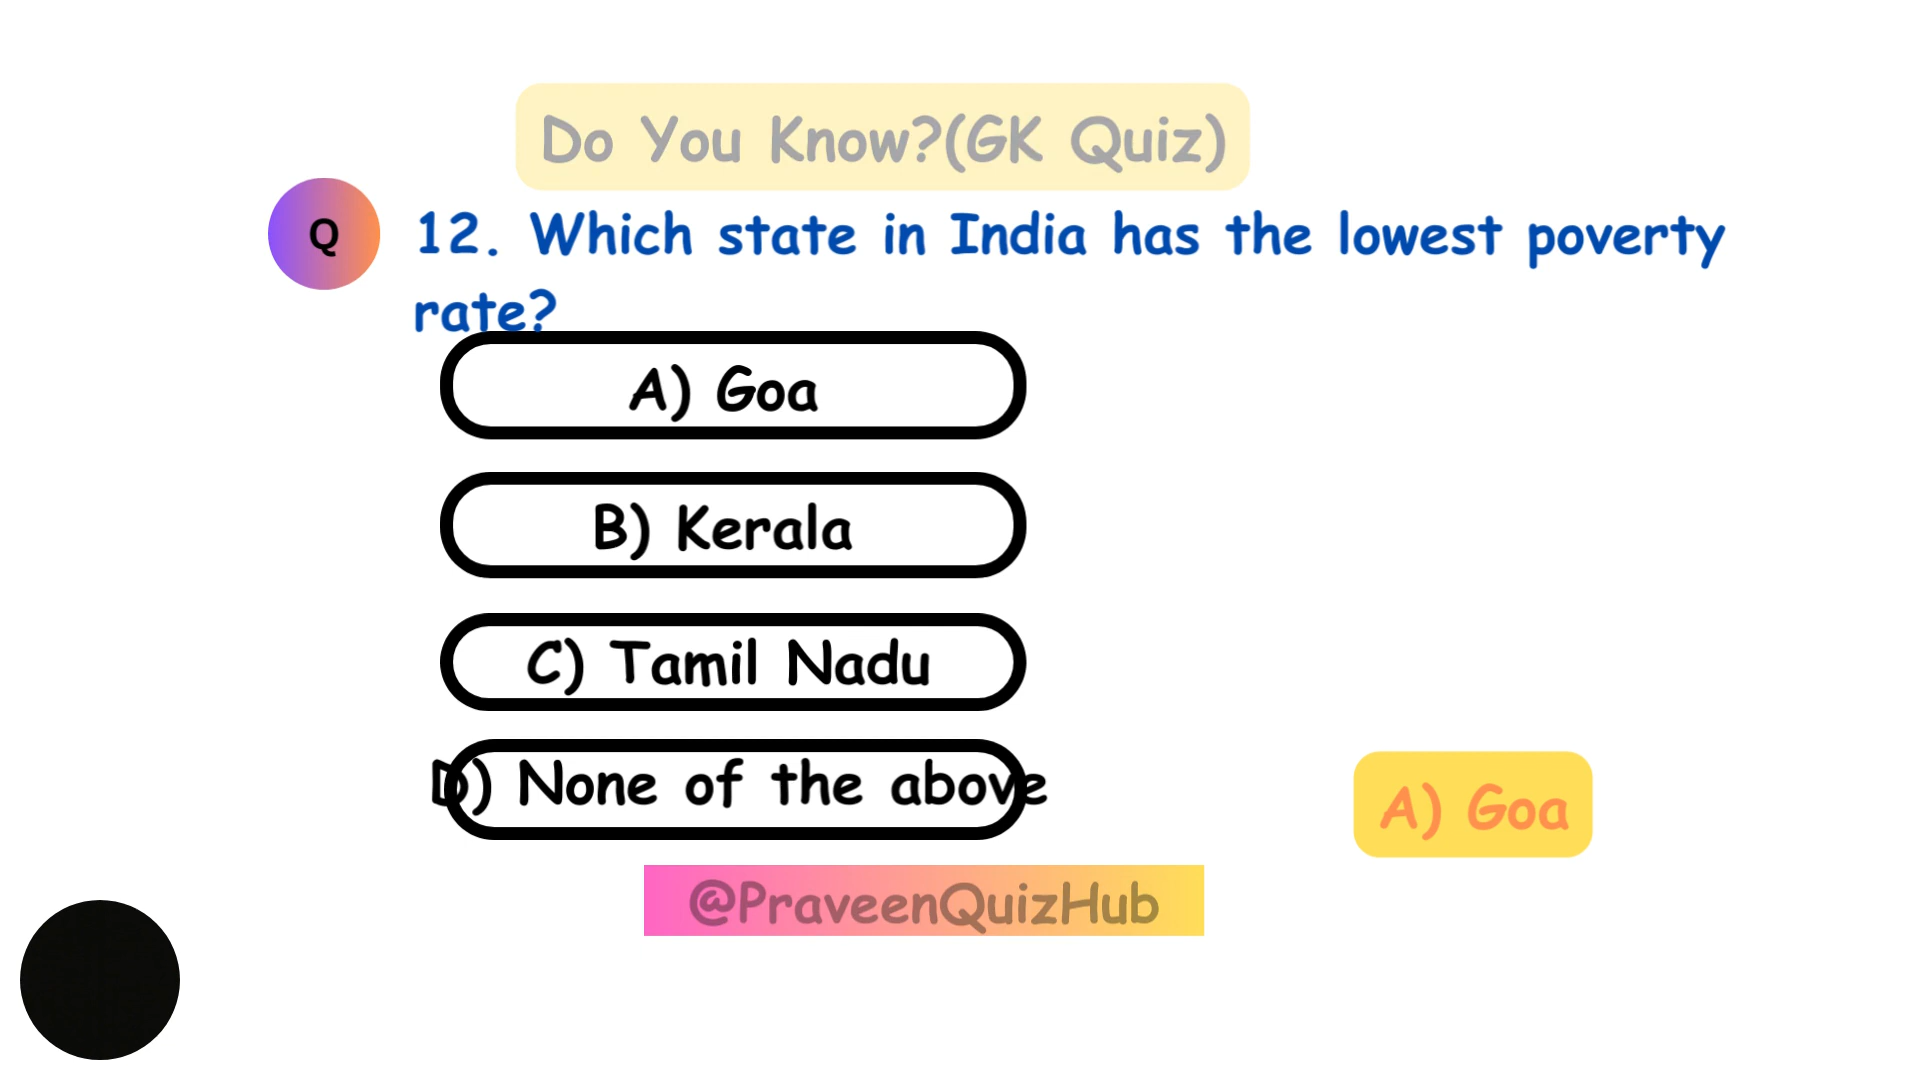 Do You Know?(GK Quiz)
Q
12. Which state in India has the lowest poverty
rate?
A) Goa
B) Kerala
C) Tamil Nadu
D) None of the above
A) Goa
@PraveenQuizHub